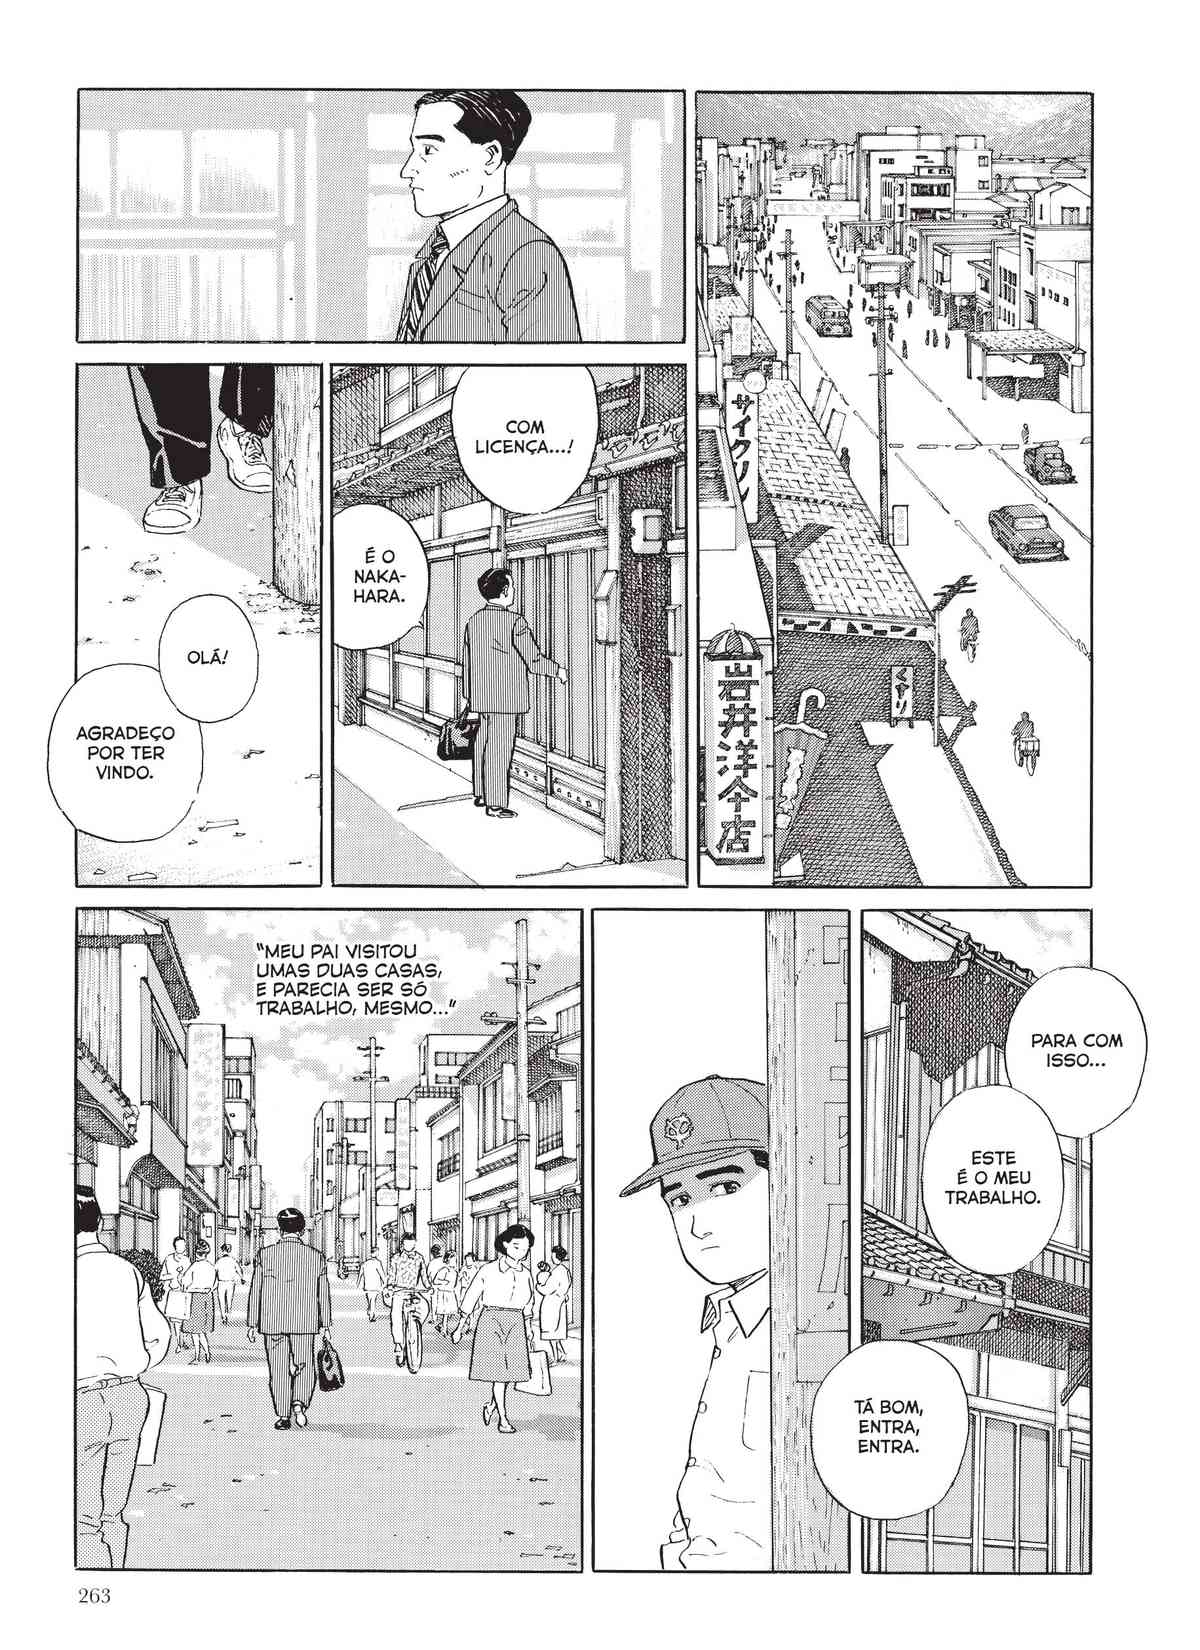 サイクリン
くすり
岩井洋傘店
COM
LICENÇA...!
É O
NAKA-
HARA.
OLÁ!
AGRADEÇO
POR TER
VINDO.
PARA COM
ISSO...
ESTE
É O MEU
TRABALHO.
TÁ BOM,
ENTRA,
ENTRA.
"MEU PAI VISITOU
UMAS DUAS CASAS,
E PARECIA SER SÓ
TRABALHO, MESMO..."
263